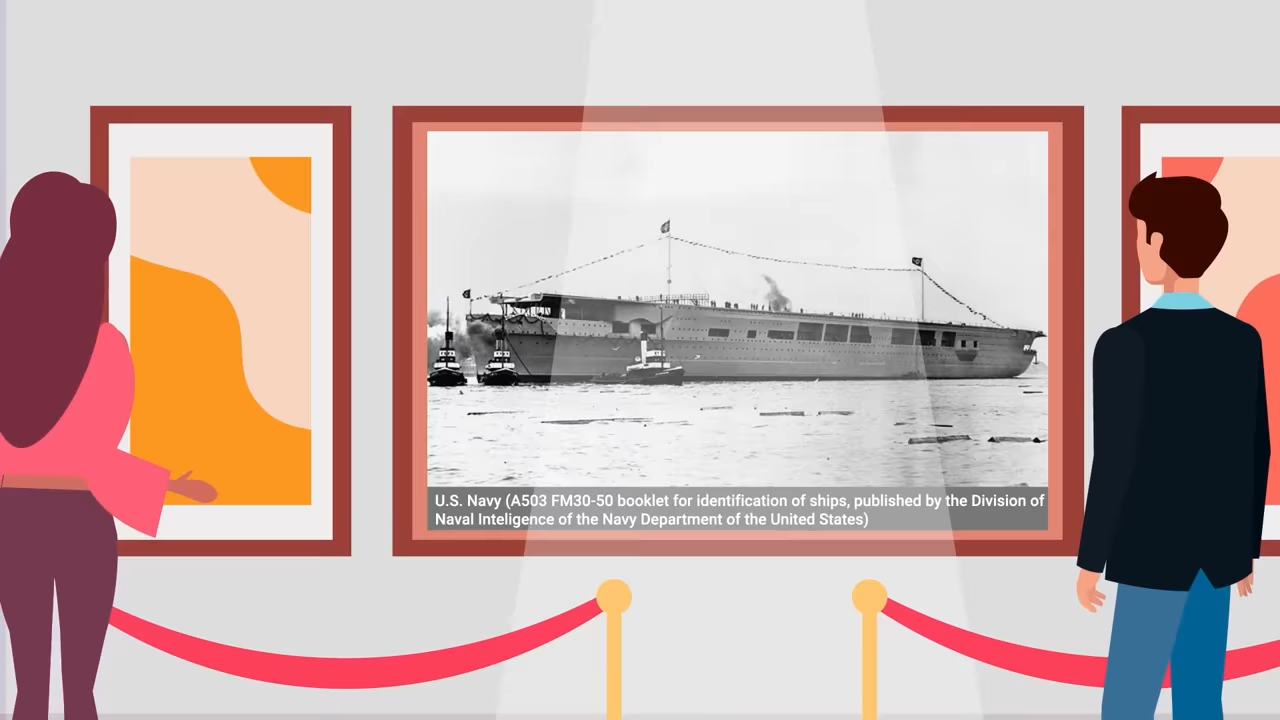 U.S. Navy (A503 FM30-50 booklet for identification of ships, published by the Division of
Naval Inteligence of the Navy Department of the United States)